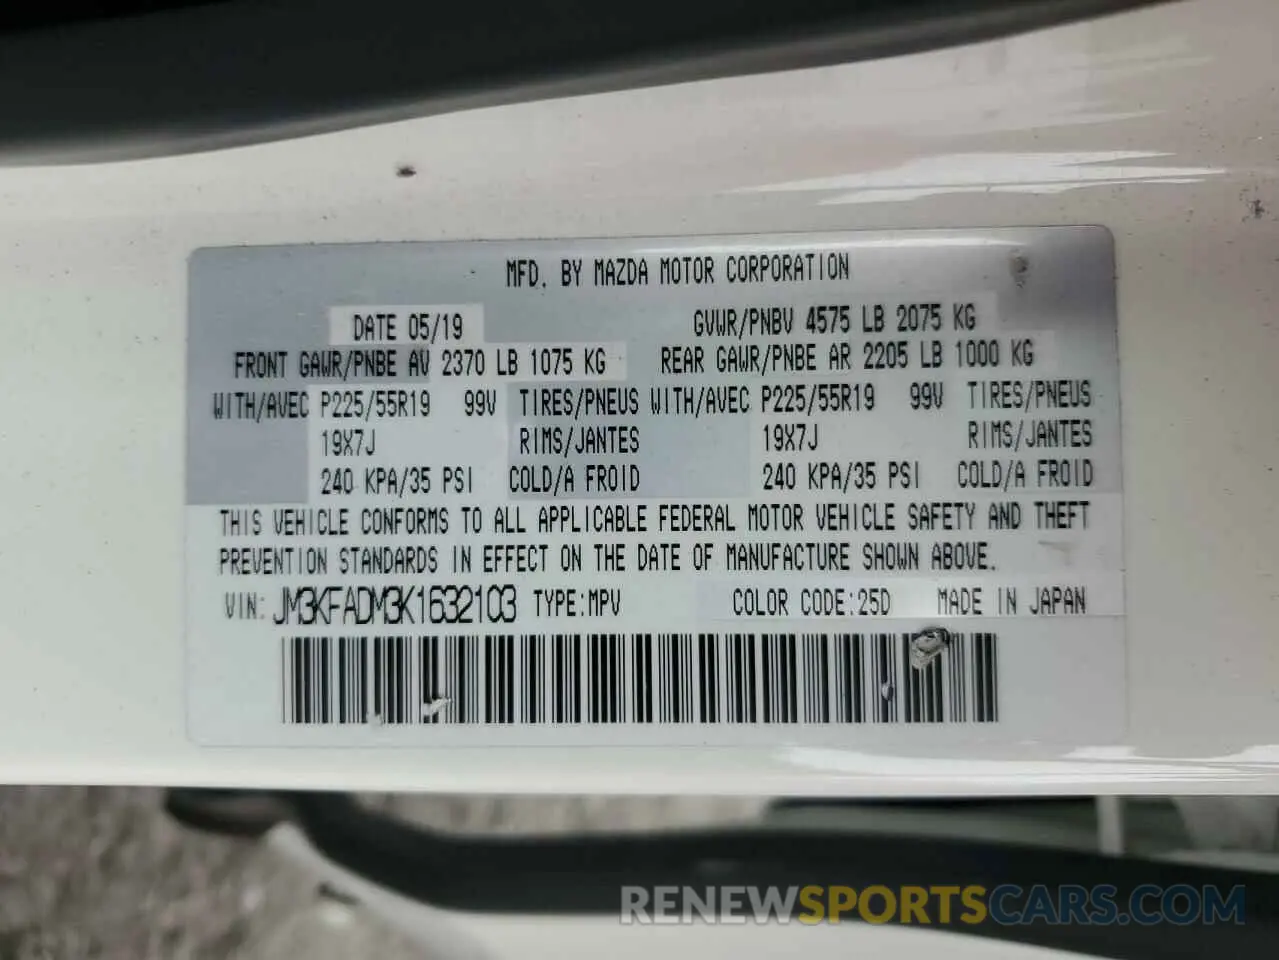 MFD. BY MAZDA MOTOR CORPORATION
DATE 05/19 GVWR/PNBV 4575 LB 2075 KG
FRONT GAWR/PNBE AV 2370 LB 1075 KG REAR GAWR/PNBE AR 2205 LB 1000 KG
WITH/AVEC P225/55R19 99V TIRES/PNEUS WITH/AVEC P225/55R19 99V TIRES/PNEUS
19X7J RIMS/JANTES 19X7J RIMS/JANTES
240 KPA/35 PSI COLD/A FROID 240 KPA/35 PSI COLD/A FROID
THIS VEHICLE CONFORMS TO ALL APPLICABLE FEDERAL MOTOR VEHICLE SAFETY AND THEFT
PREVENTION STANDARDS IN EFFECT ON THE DATE OF MANUFACTURE SHOWN ABOVE.
VIN: JM3KFADM3K1632103 TYPE:MPV COLOR CODE:25D MADE IN JAPAN
RENEWSPORTSCARS.COM